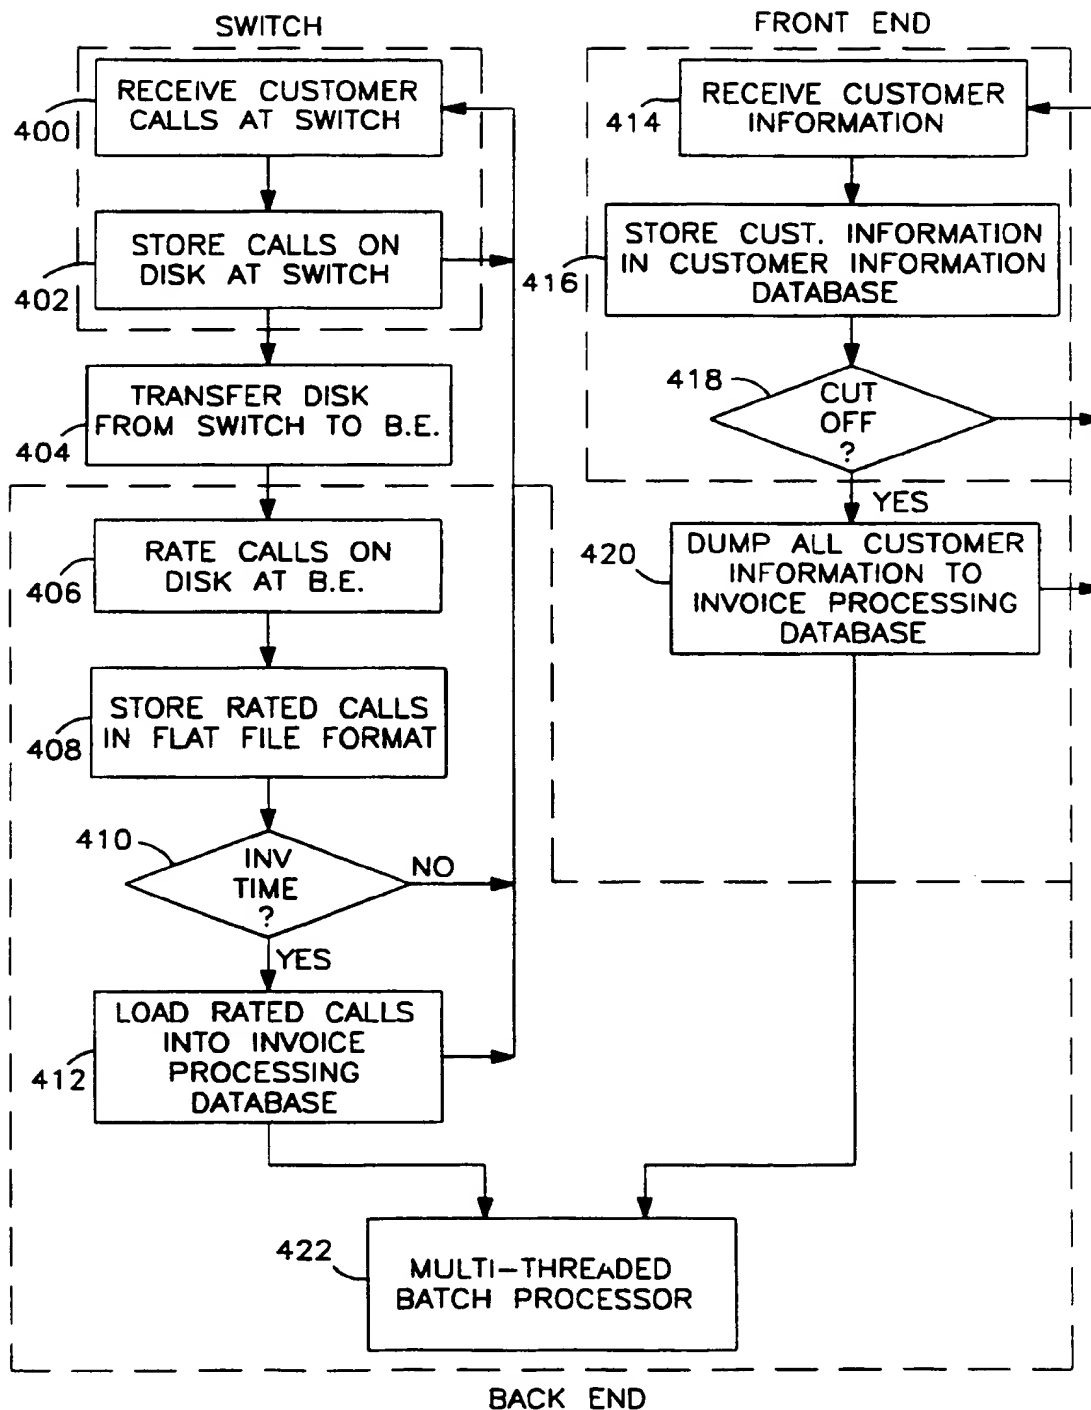 SWITCH
400
RECEIVE CUSTOMER
CALLS AT SWITCH
402
STORE CALLS ON
DISK AT SWITCH
404
TRANSFER DISK
FROM SWITCH TO B.E.
406
RATE CALLS ON
DISK AT B.E.
408
STORE RATED CALLS
IN FLAT FILE FORMAT
410
INV
TIME
?
NO
YES
412
LOAD RATED CALLS
INTO INVOICE
PROCESSING
DATABASE
FRONT END
414
RECEIVE CUSTOMER
INFORMATION
416
STORE CUST. INFORMATION
IN CUSTOMER INFORMATION
DATABASE
418
CUT
OFF
?
YES
420
DUMP ALL CUSTOMER
INFORMATION TO
INVOICE PROCESSING
DATABASE
422
MULTI-THREADED
BATCH PROCESSOR
BACK END